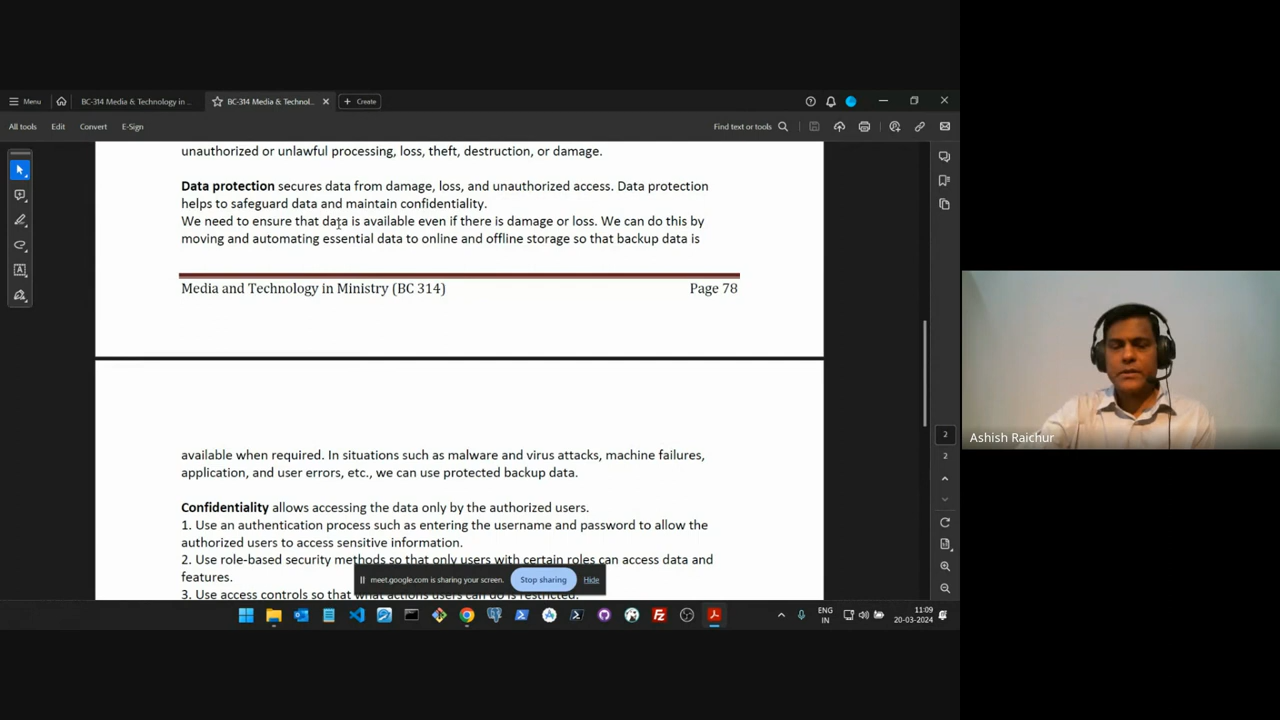 Menu
BC-314 Media & Technology in ...
BC-314 Media & Technol...
Create
All tools
Edit
Convert
E-Sign
Find text or tools
unauthorized or unlawful processing, loss, theft, destruction, or damage.
Data protection secures data from damage, loss, and unauthorized access. Data protection
helps to safeguard data and maintain confidentiality.
We need to ensure that data is available even if there is damage or loss. We can do this by
moving and automating essential data to online and offline storage so that backup data is
Media and Technology in Ministry (BC 314)
Page 78
available when required. In situations such as malware and virus attacks, machine failures,
application, and user errors, etc., we can use protected backup data.
Confidentiality allows accessing the data only by the authorized users.
1. Use an authentication process such as entering the username and password to allow the
authorized users to access sensitive information.
2. Use role-based security methods so that only users with certain roles can access data and
features.
3. Use access controls so that what actions users can do is restricted.
meet.google.com is sharing your screen.
Stop sharing
Hide
2
2
ENG
IN
11:09
20-03-2024
Ashish Raichur